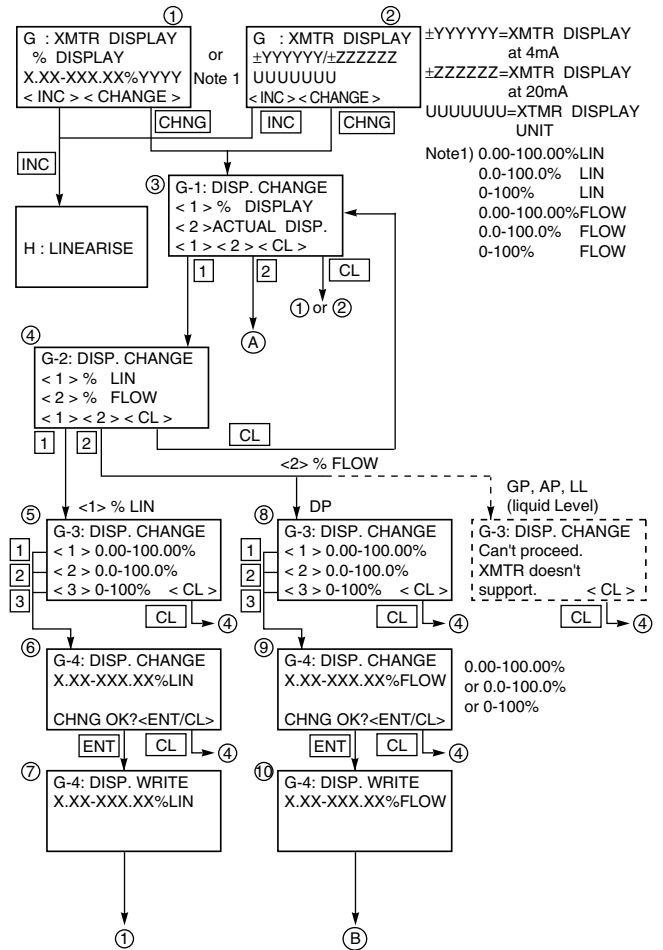 ①
G : XMTR DISPLAY
% DISPLAY
X.XX-XXX.XX%YYYY
< INC > < CHANGE >
or
Note 1
②
G : XMTR DISPLAY
±YYYYYY/±ZZZZZZ
UUUUUUU
< INC > < CHANGE >
±YYYYYY=XMTR DISPLAY
at 4mA
±ZZZZZZ=XMTR DISPLAY
at 20mA
UUUUUUU=XTMR DISPLAY
UNIT
Note1) 0.00-100.00%LIN
0.0-100.0% LIN
0-100% LIN
0.00-100.00%FLOW
0.0-100.0% FLOW
0-100% FLOW
CHNG
INC
CHNG
INC
H : LINEARISE
③
G-1: DISP. CHANGE
< 1 > % DISPLAY
< 2 >ACTUAL DISP.
< 1 > < 2 > < CL >
1
2
CL
① or ②
A
④
G-2: DISP. CHANGE
< 1 > % LIN
< 2 > % FLOW
< 1 > < 2 > < CL >
1
2
CL
<2> % FLOW
<1> % LIN
DP
GP, AP, LL
(liquid Level)
⑤
G-3: DISP. CHANGE
< 1 > 0.00-100.00%
< 2 > 0.0-100.0%
< 3 > 0-100% < CL >
1
2
3
CL
④
⑧
G-3: DISP. CHANGE
< 1 > 0.00-100.00%
< 2 > 0.0-100.0%
< 3 > 0-100% < CL >
1
2
3
CL
④
G-3: DISP. CHANGE
Can't proceed.
XMTR doesn't
support. < CL >
CL
④
⑥
G-4: DISP. CHANGE
X.XX-XXX.XX%LIN
CHNG OK?<ENT/CL>
ENT
CL
④
⑨
G-4: DISP. CHANGE
X.XX-XXX.XX%FLOW
CHNG OK?<ENT/CL>
0.00-100.00%
or 0.0-100.0%
or 0-100%
ENT
CL
④
⑦
G-4: DISP. WRITE
X.XX-XXX.XX%LIN
①
⑩
G-4: DISP. WRITE
X.XX-XXX.XX%FLOW
B